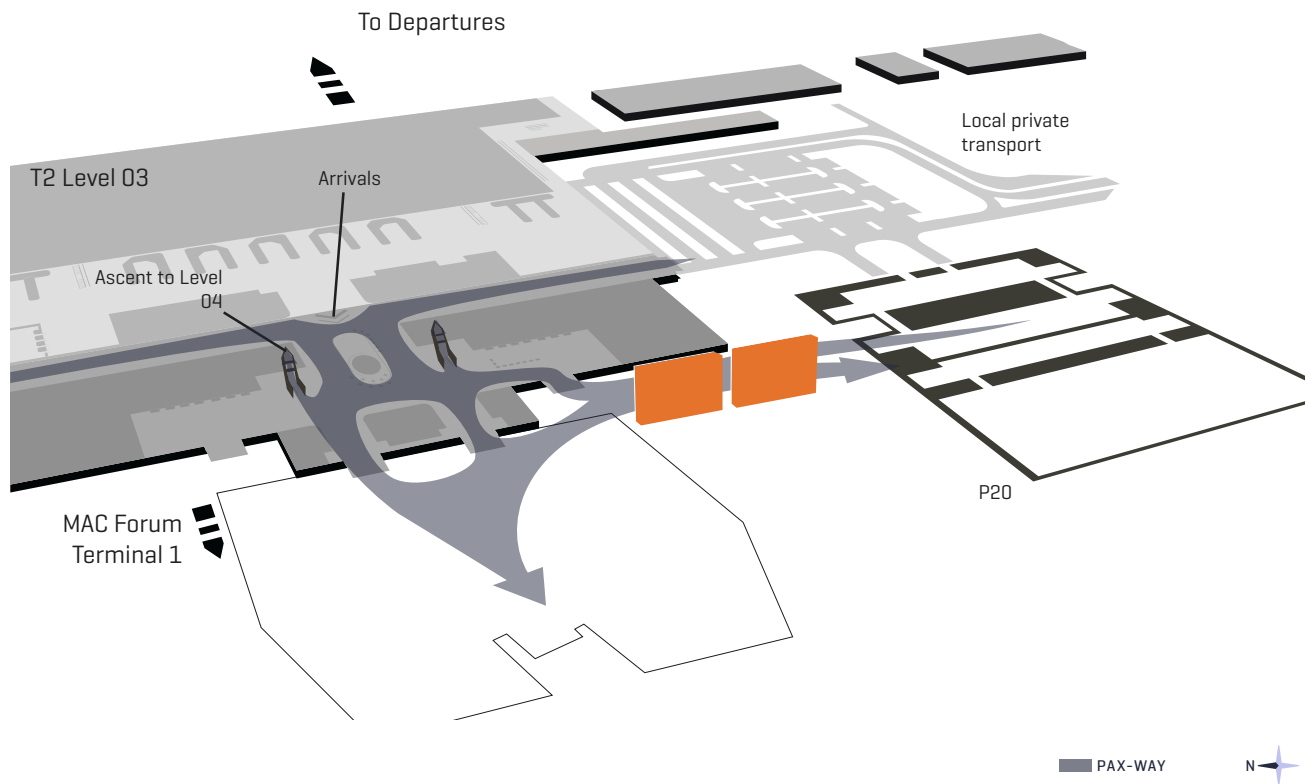 To Departures
Local private
transport
T2 Level 03
Arrivals
Ascent to Level
04
P20
MAC Forum
Terminal 1
PAX-WAY
N